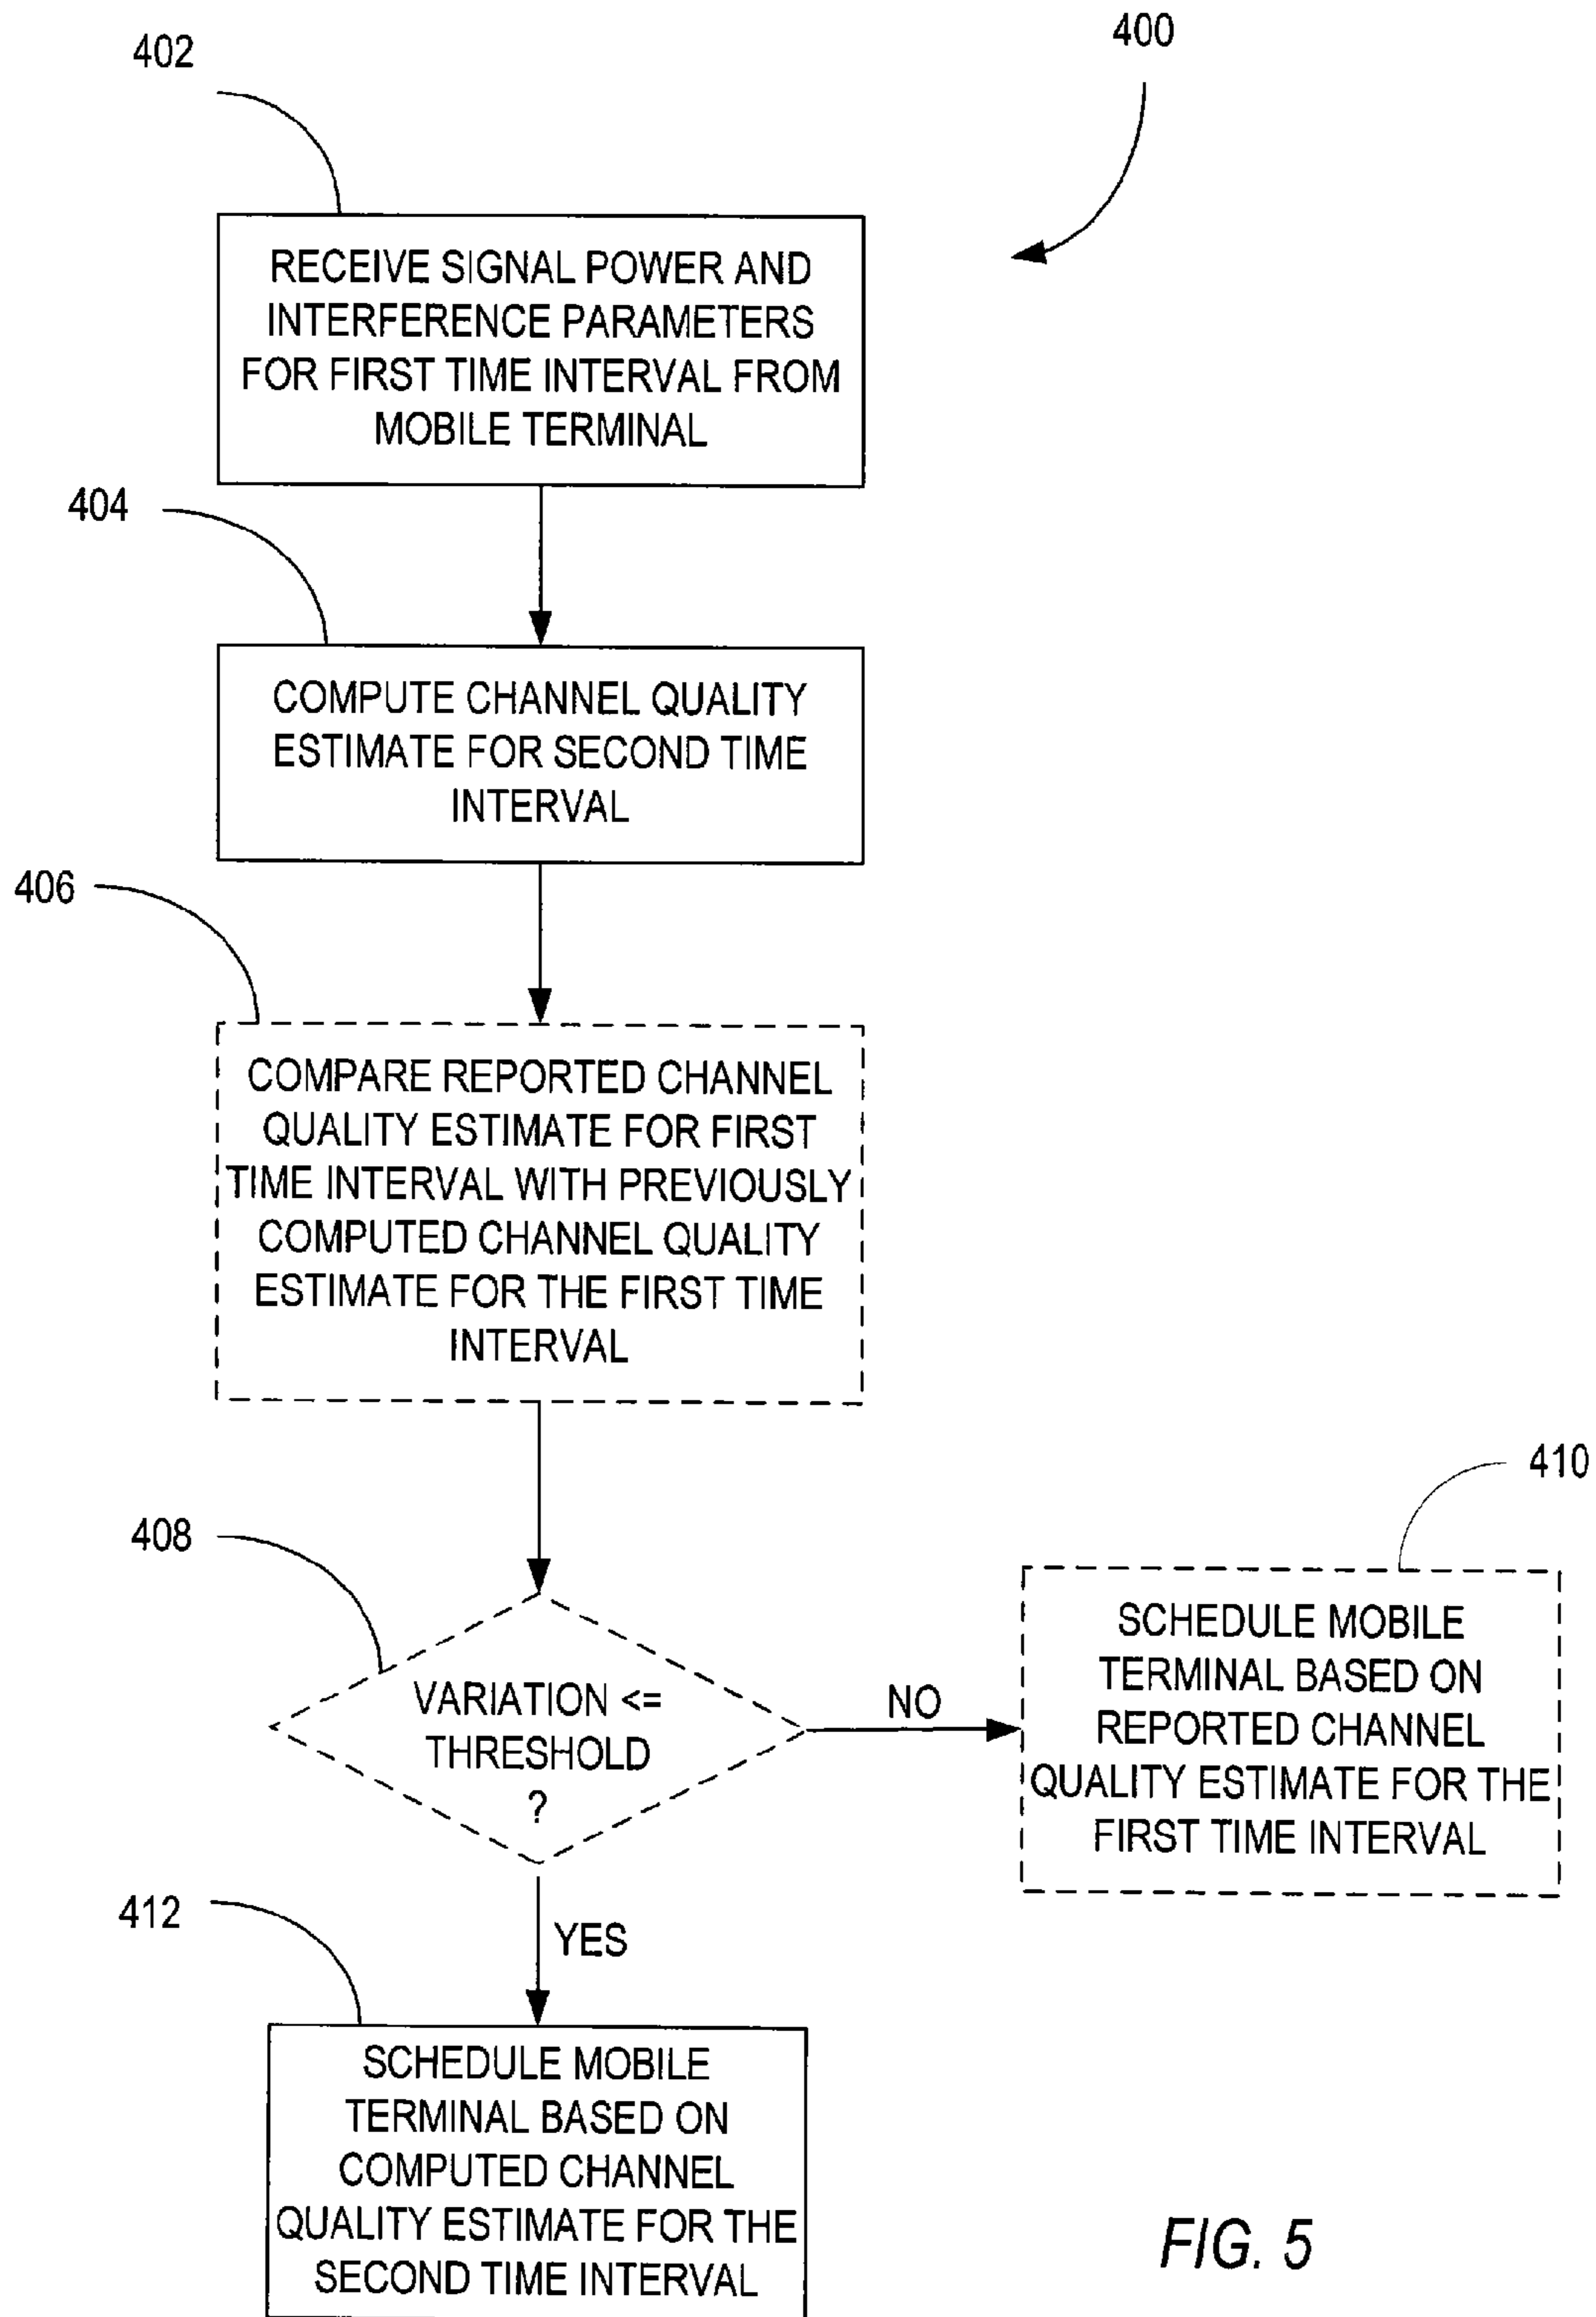 400
402
RECEIVE SIGNAL POWER AND
INTERFERENCE PARAMETERS
FOR FIRST TIME INTERVAL FROM
MOBILE TERMINAL
404
COMPUTE CHANNEL QUALITY
ESTIMATE FOR SECOND TIME
INTERVAL
406
COMPARE REPORTED CHANNEL
QUALITY ESTIMATE FOR FIRST
TIME INTERVAL WITH PREVIOUSLY
COMPUTED CHANNEL QUALITY
ESTIMATE FOR THE FIRST TIME
INTERVAL
408
VARIATION <=
THRESHOLD
?
NO
410
SCHEDULE MOBILE
TERMINAL BASED ON
REPORTED CHANNEL
QUALITY ESTIMATE FOR THE
FIRST TIME INTERVAL
YES
412
SCHEDULE MOBILE
TERMINAL BASED ON
COMPUTED CHANNEL
QUALITY ESTIMATE FOR THE
SECOND TIME INTERVAL
FIG. 5